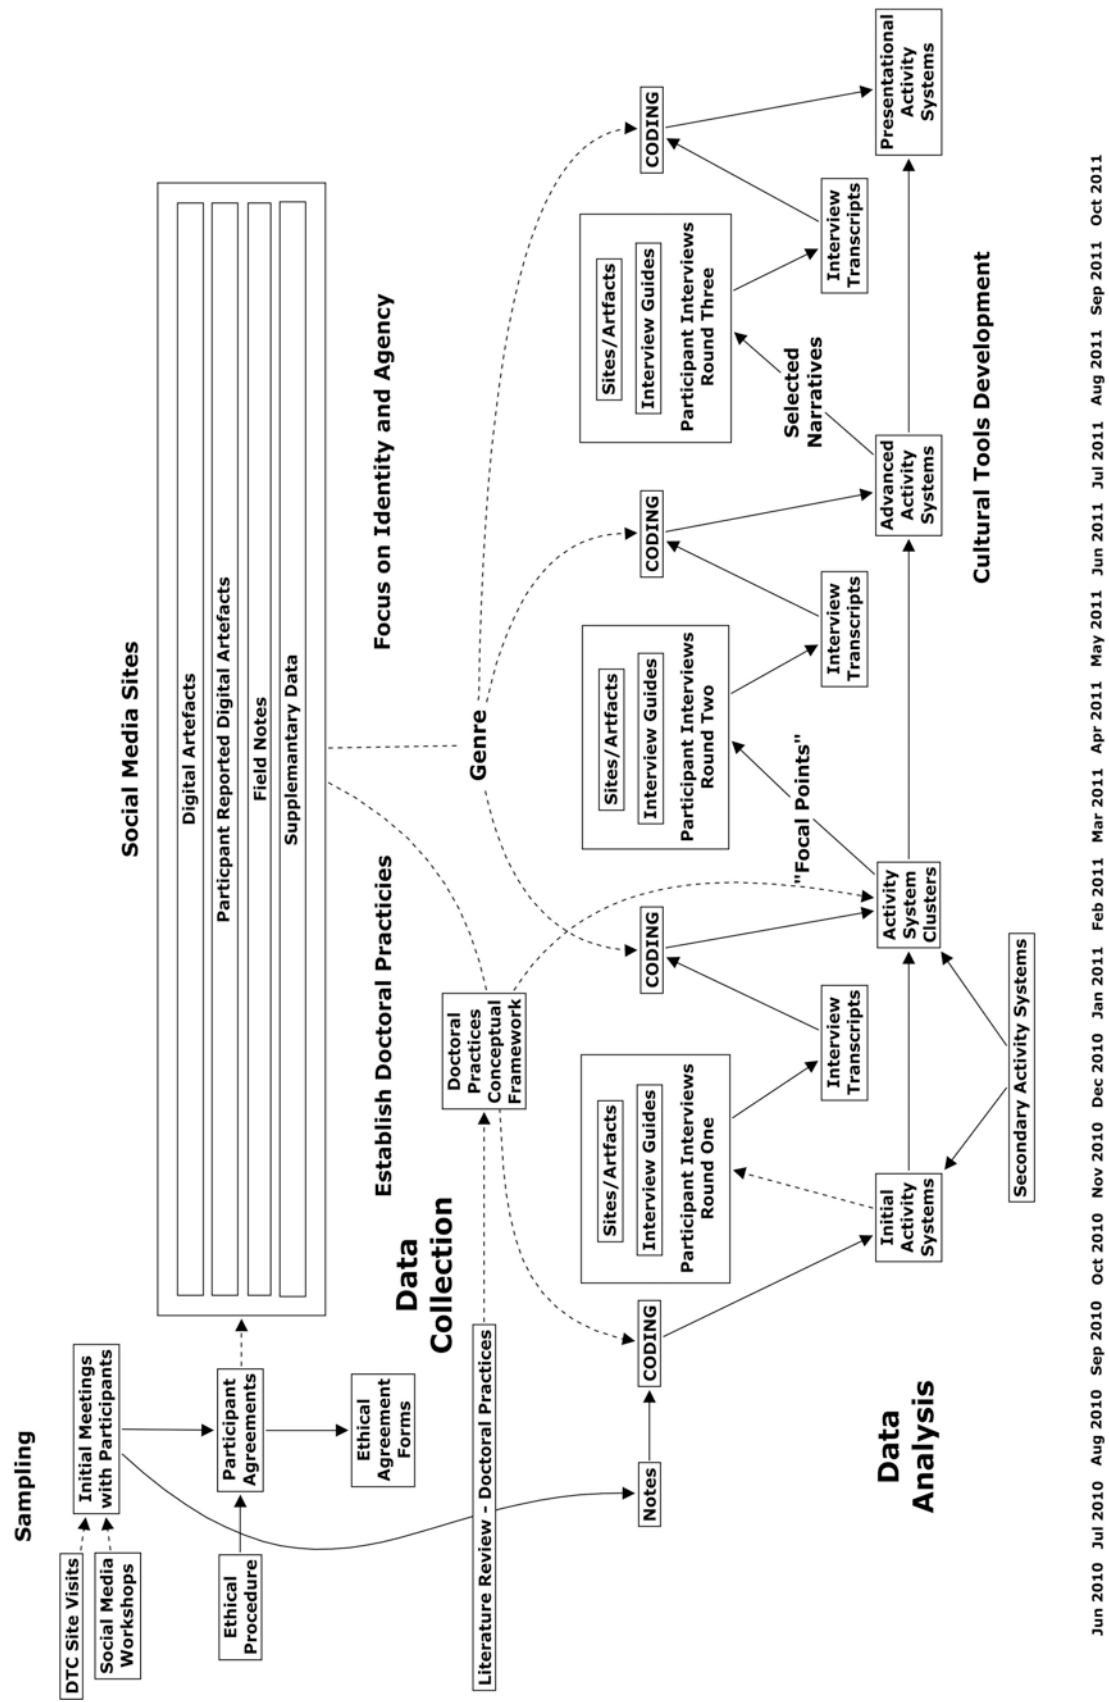 Sampling
DTC Site Visits
Social Media
Workshops
Initial Meetings
with Participants
Ethical
Procedure
Participant
Agreements
Ethical
Agreement
Forms
Social Media Sites
Digital Artefacts
Particpant Reported Digital Artefacts
Field Notes
Supplemantary Data
Data
Collection
Establish Doctoral Practicies
Focus on Identity and Agency
Literature Review - Doctoral Practices
Doctoral
Practices
Conceptual
Framework
Genre
Notes
CODING
Sites/Artfacts
Interview Guides
Participant Interviews
Round One
Interview
Transcripts
CODING
Sites/Artfacts
Interview Guides
Participant Interviews
Round Two
"Focal Points"
Interview
Transcripts
CODING
Sites/Artfacts
Interview Guides
Participant Interviews
Round Three
Selected
Narratives
Interview
Transcripts
CODING
Data
Analysis
Initial
Activity
Systems
Activity
System
Clusters
Advanced
Activity
Systems
Presentational
Activity
Systems
Secondary Activity Systems
Cultural Tools Development
Jun 2010 Jul 2010 Aug 2010 Sep 2010 Oct 2010 Nov 2010 Dec 2010 Jan 2011 Feb 2011 Mar 2011 Apr 2011 May 2011 Jun 2011 Jul 2011 Aug 2011 Sep 2011 Oct 2011